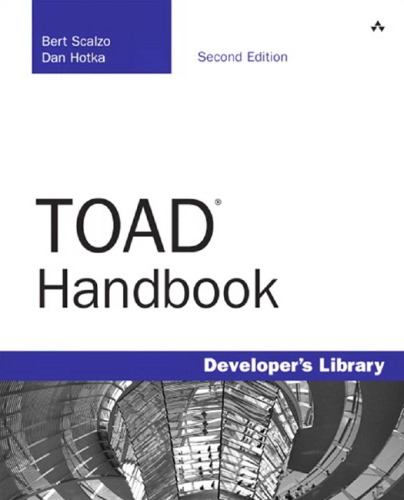 Bert Scalzo
Dan Hotka
Second Edition
TOAD®
Handbook
Developer's Library